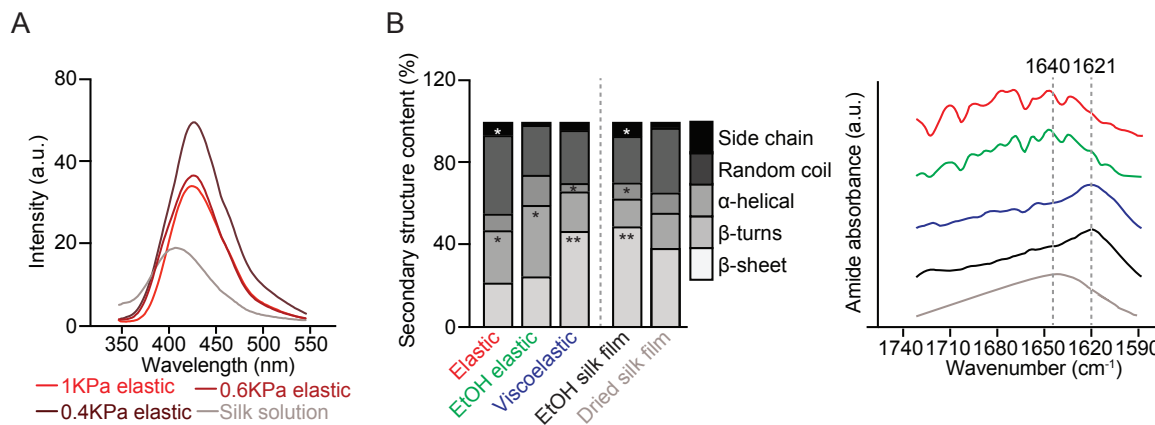 A
Intensity (a.u.)
80
40
20
0
350 400 450 500 550
Wavelength (nm)
1KPa elastic
0.6KPa elastic
0.4KPa elastic
Silk solution
B
Secondary structure content (%)
120
80
40
0
*
*
*
*
**
*
*
**
Elastic
EtOH elastic
Viscoelastic
EtOH silk film
Dried silk film
Side chain
Random coil
α-helical
β-turns
β-sheet
1640 1621
Amide absorbance (a.u.)
1740 1710 1680 1640 1620 1590
Wavenumber (cm⁻¹)